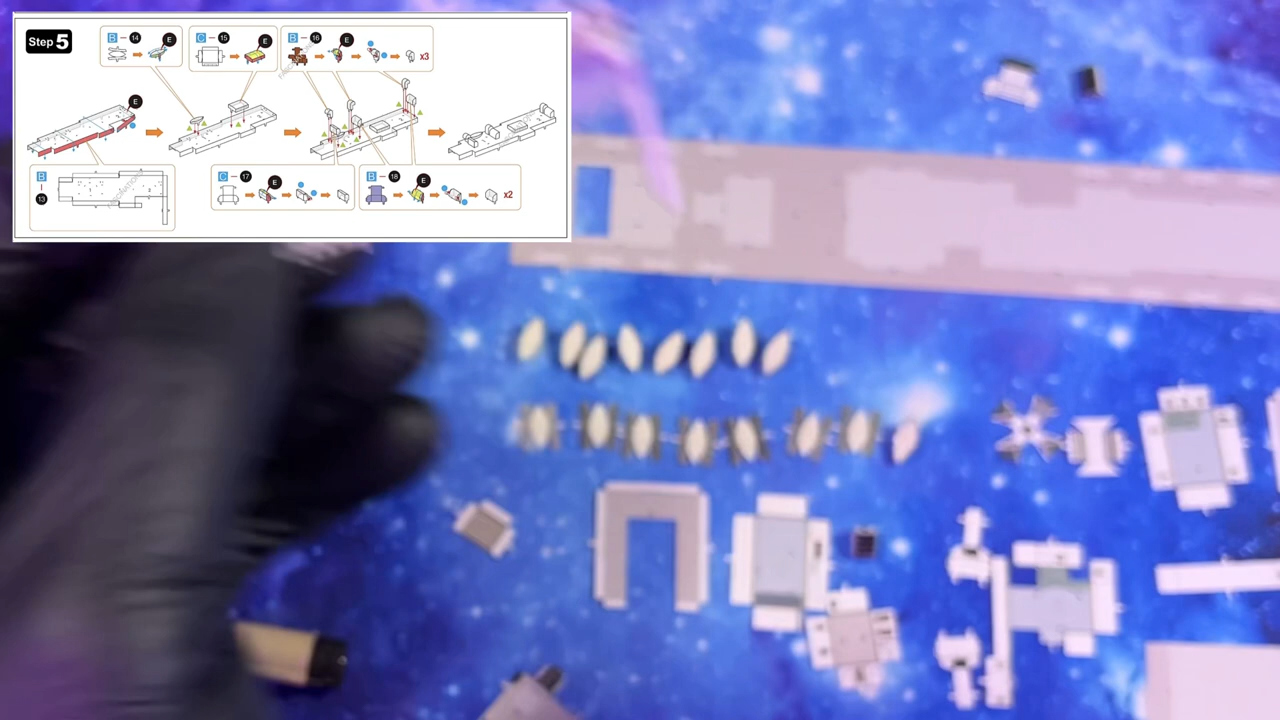 Step 5
B - 14
E
C - 15
E
B - 16
E
x3
E
B - 13
C - 17
E
B - 18
E
x2